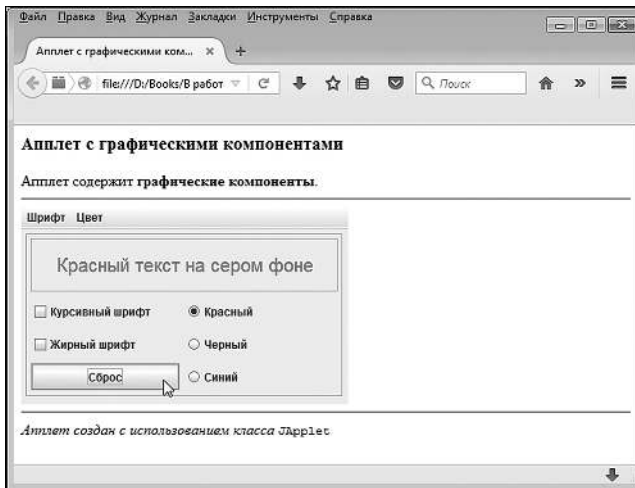 Файл Правка Вид Журнал Закладки Инструменты Справка
Апплет с графическими ком...
file:///D:/Books/В работ
Поиск
Апплет с графическими компонентами
Апплет содержит графические компоненты.
Шрифт Цвет
Красный текст на сером фоне
Курсивный шрифт Красный
Жирный шрифт Черный
Сброс Синий
Апплет создан с использованием класса JApplet